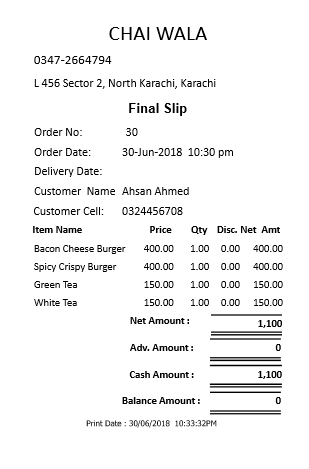 CHAI WALA
0347-2664794
L 456 Sector 2, North Karachi, Karachi
Final Slip
Order No: 30
Order Date: 30-Jun-2018 10:30 pm
Delivery Date:
Customer Name Ahsan Ahmed
Customer Cell: 0324456708
Item Name Price Qty Disc. Net Amt
Bacon Cheese Burger 400.00 1.00 0.00 400.00
Spicy Crispy Burger 400.00 1.00 0.00 400.00
Green Tea 150.00 1.00 0.00 150.00
White Tea 150.00 1.00 0.00 150.00
Net Amount : 1,100
Adv. Amount : 0
Cash Amount : 1,100
Balance Amount : 0
Print Date : 30/06/2018 10:33:32PM